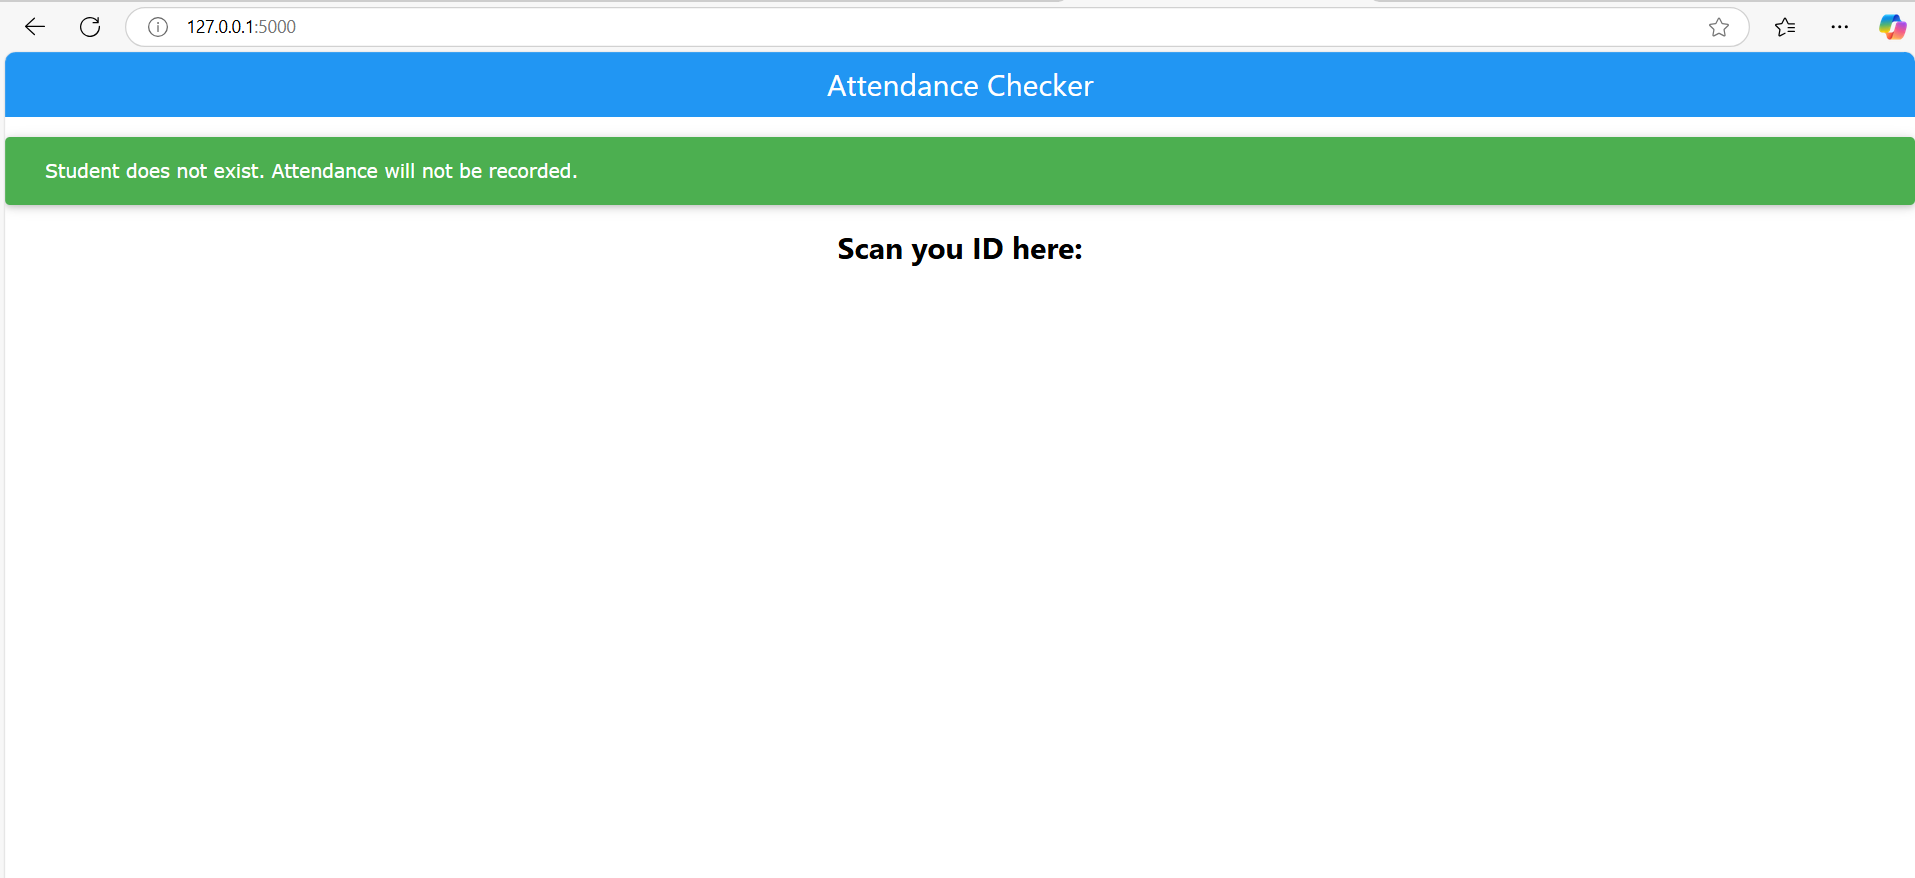 127.0.0.1:5000
Attendance Checker
Student does not exist. Attendance will not be recorded.
Scan you ID here: